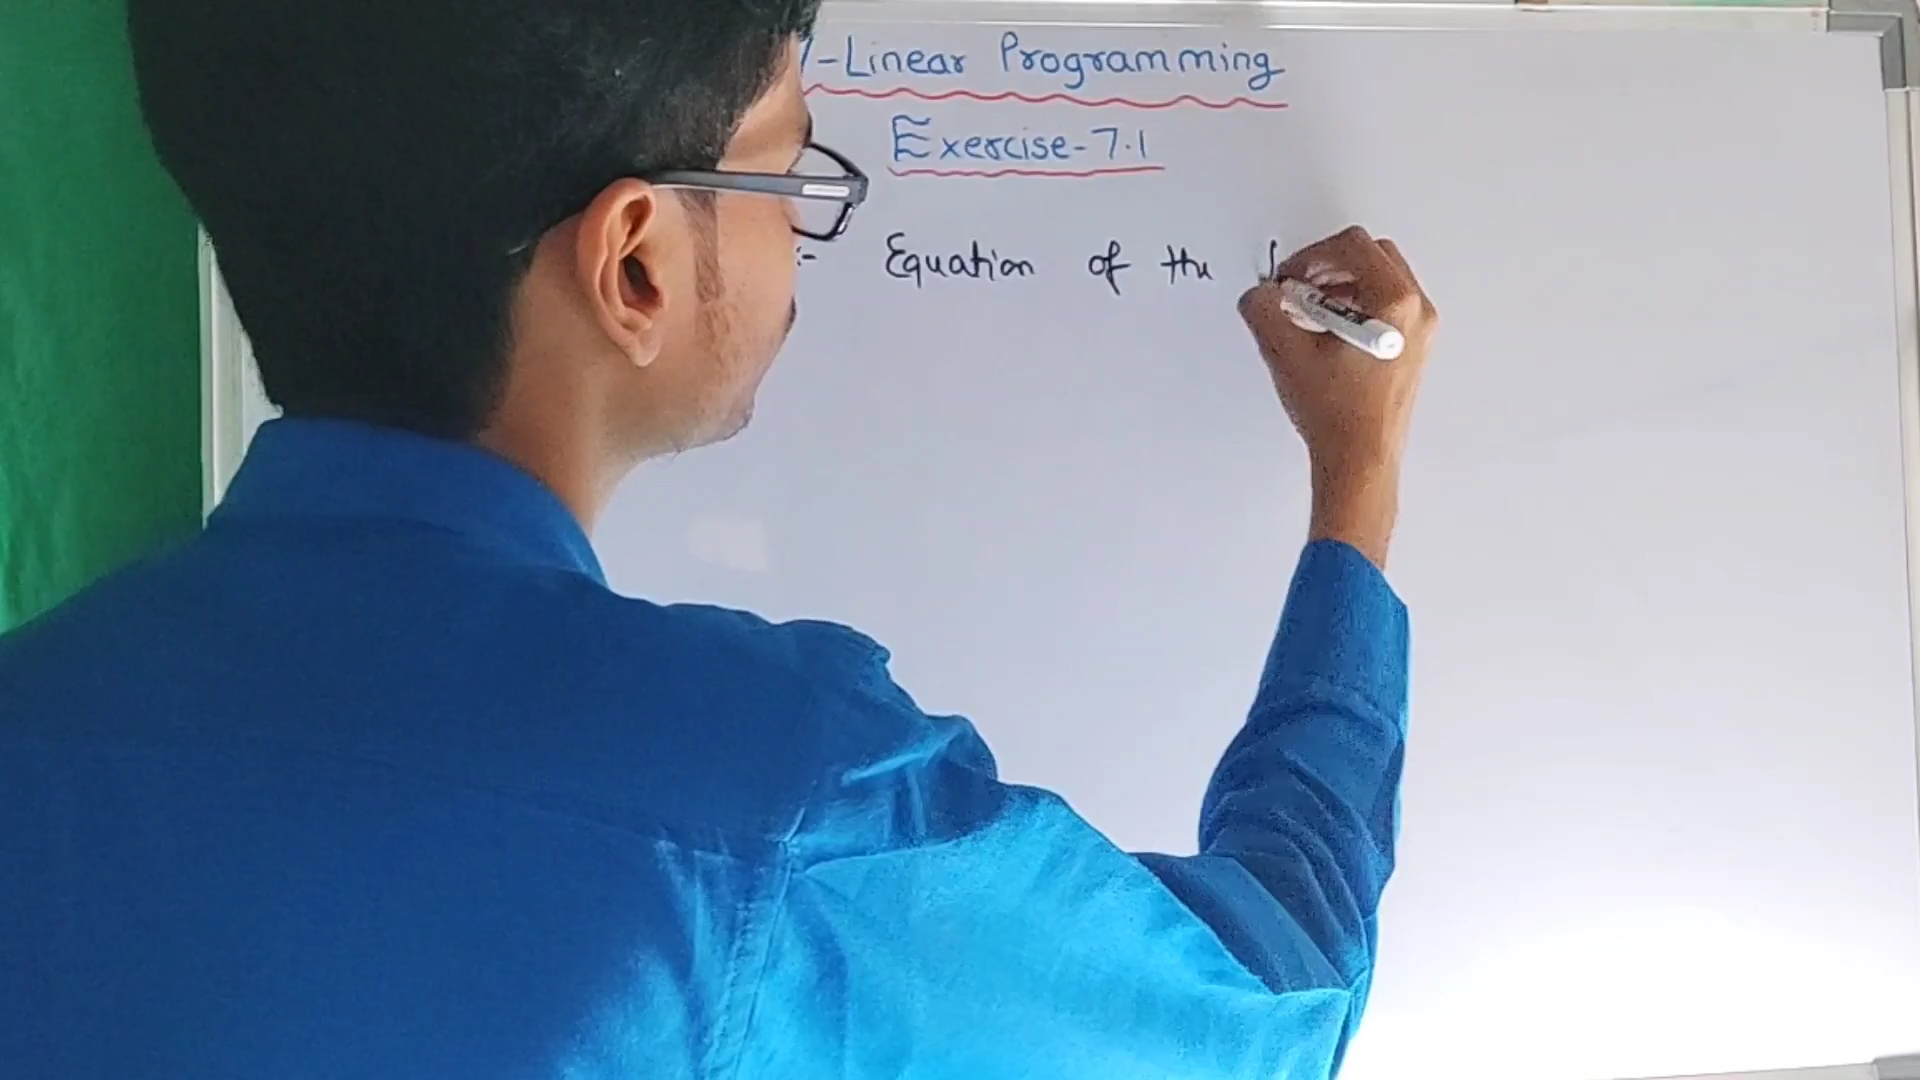 7-Linear Programming
Exercise-7.1
:- Equation of the